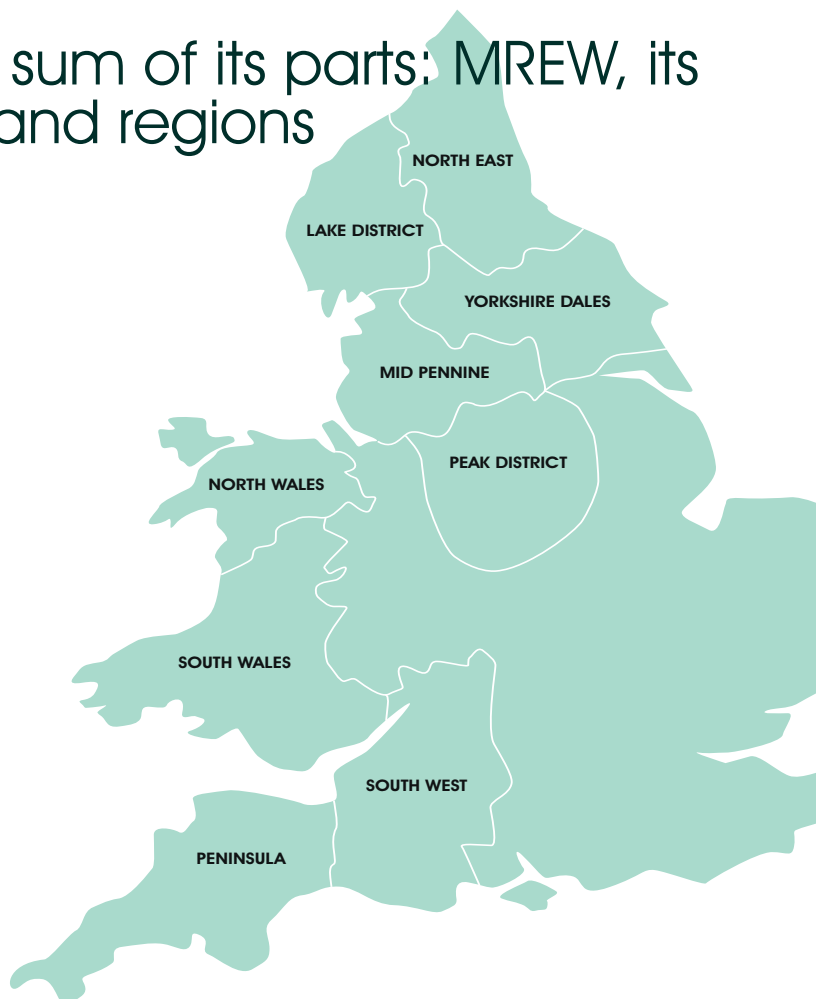 sum of its parts: MREW, its
and regions
NORTH EAST
LAKE DISTRICT
YORKSHIRE DALES
MID PENNINE
PEAK DISTRICT
NORTH WALES
SOUTH WALES
SOUTH WEST
PENINSULA